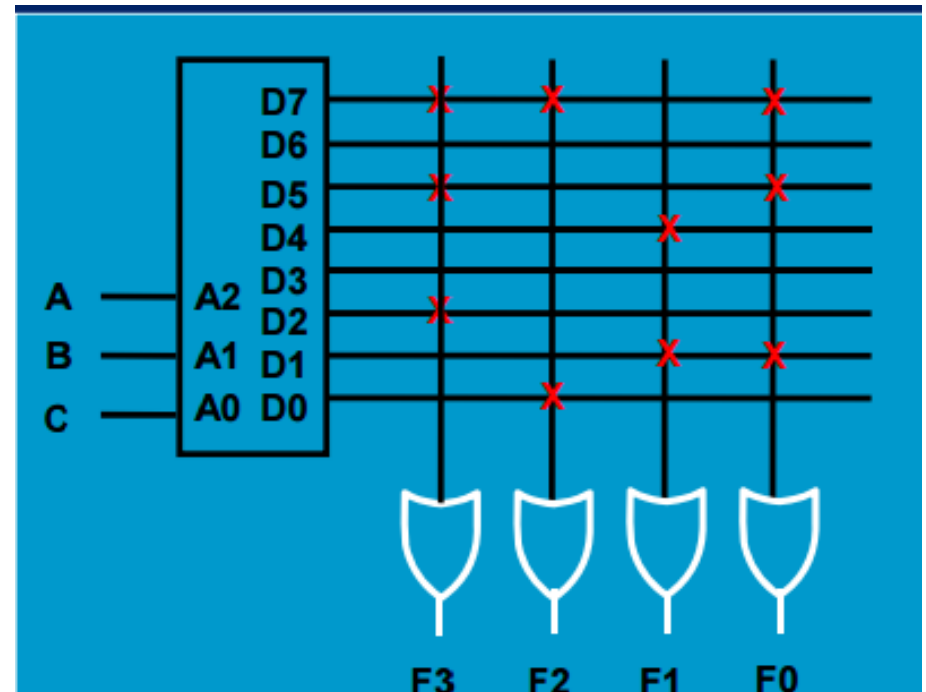 D7
D6
D5
D4
A A2 D3
D2
B A1 D1
C A0 D0
X X X
X X
X
X
X X
X
F3 F2 F1 F0